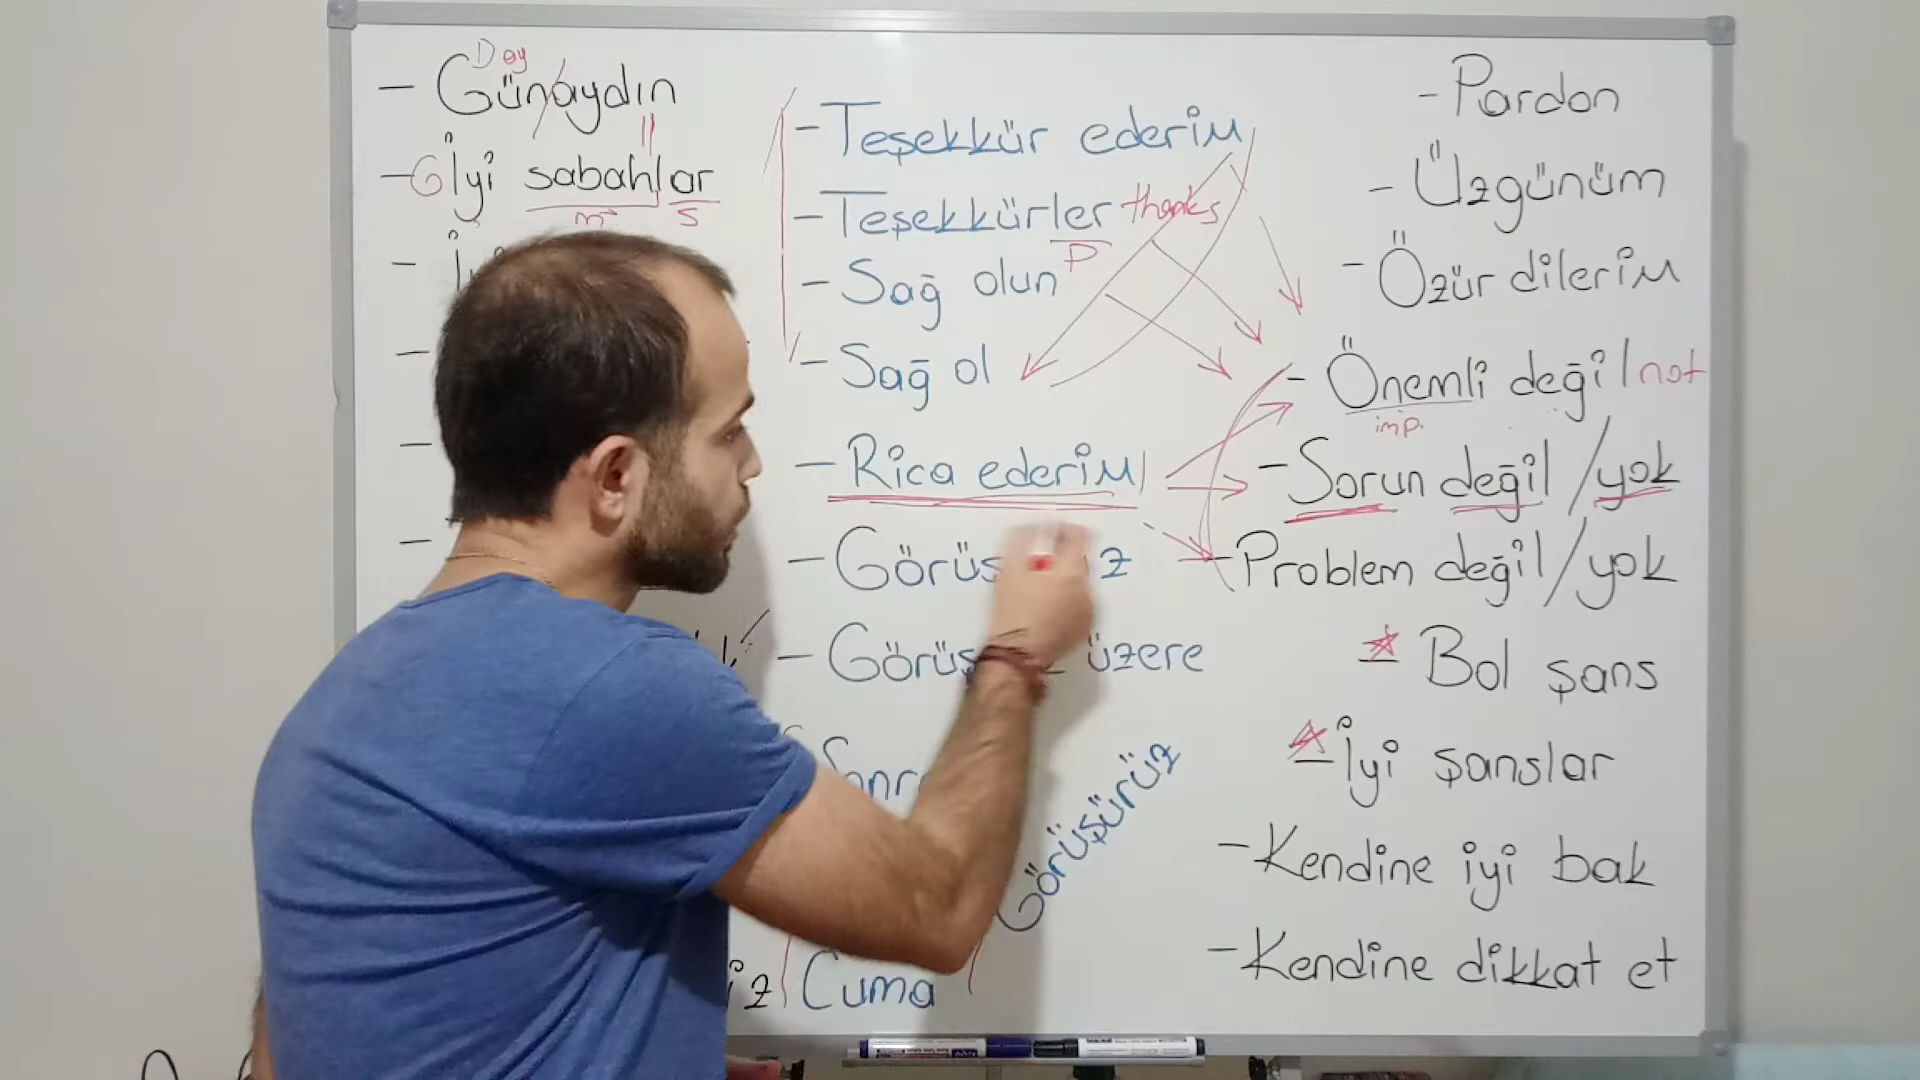 Day
- Günaydın
- G İyi sabahlar
m s
- Teşekkür ederim
- Teşekkürler thanks
P
- Sağ olun
- Sağ ol
- Rica ederim
üzere
Görüşürüz
Cuma
- Pardon
- Üzgünüm
- Özür dilerim
- Önemli değil not
imp.
- Sorun değil / yok
- Problem değil / yok
- Bol şans
- İyi şanslar
- Kendine iyi bak
- Kendine dikkat et